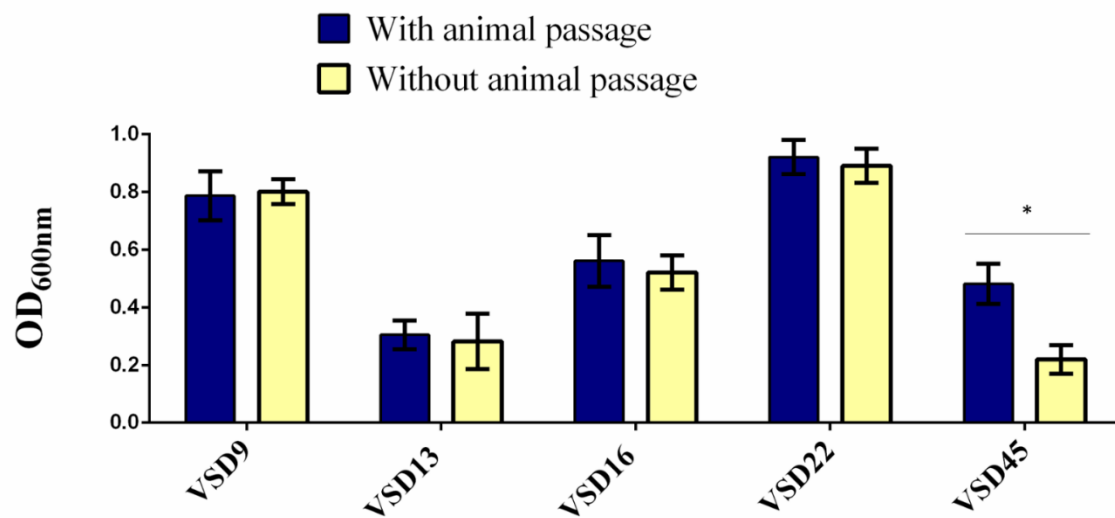 With animal passage
Without animal passage
OD600nm
1.0
0.8
0.6
0.4
0.2
0.0
*
VSD9
VSD13
VSD16
VSD22
VSD45